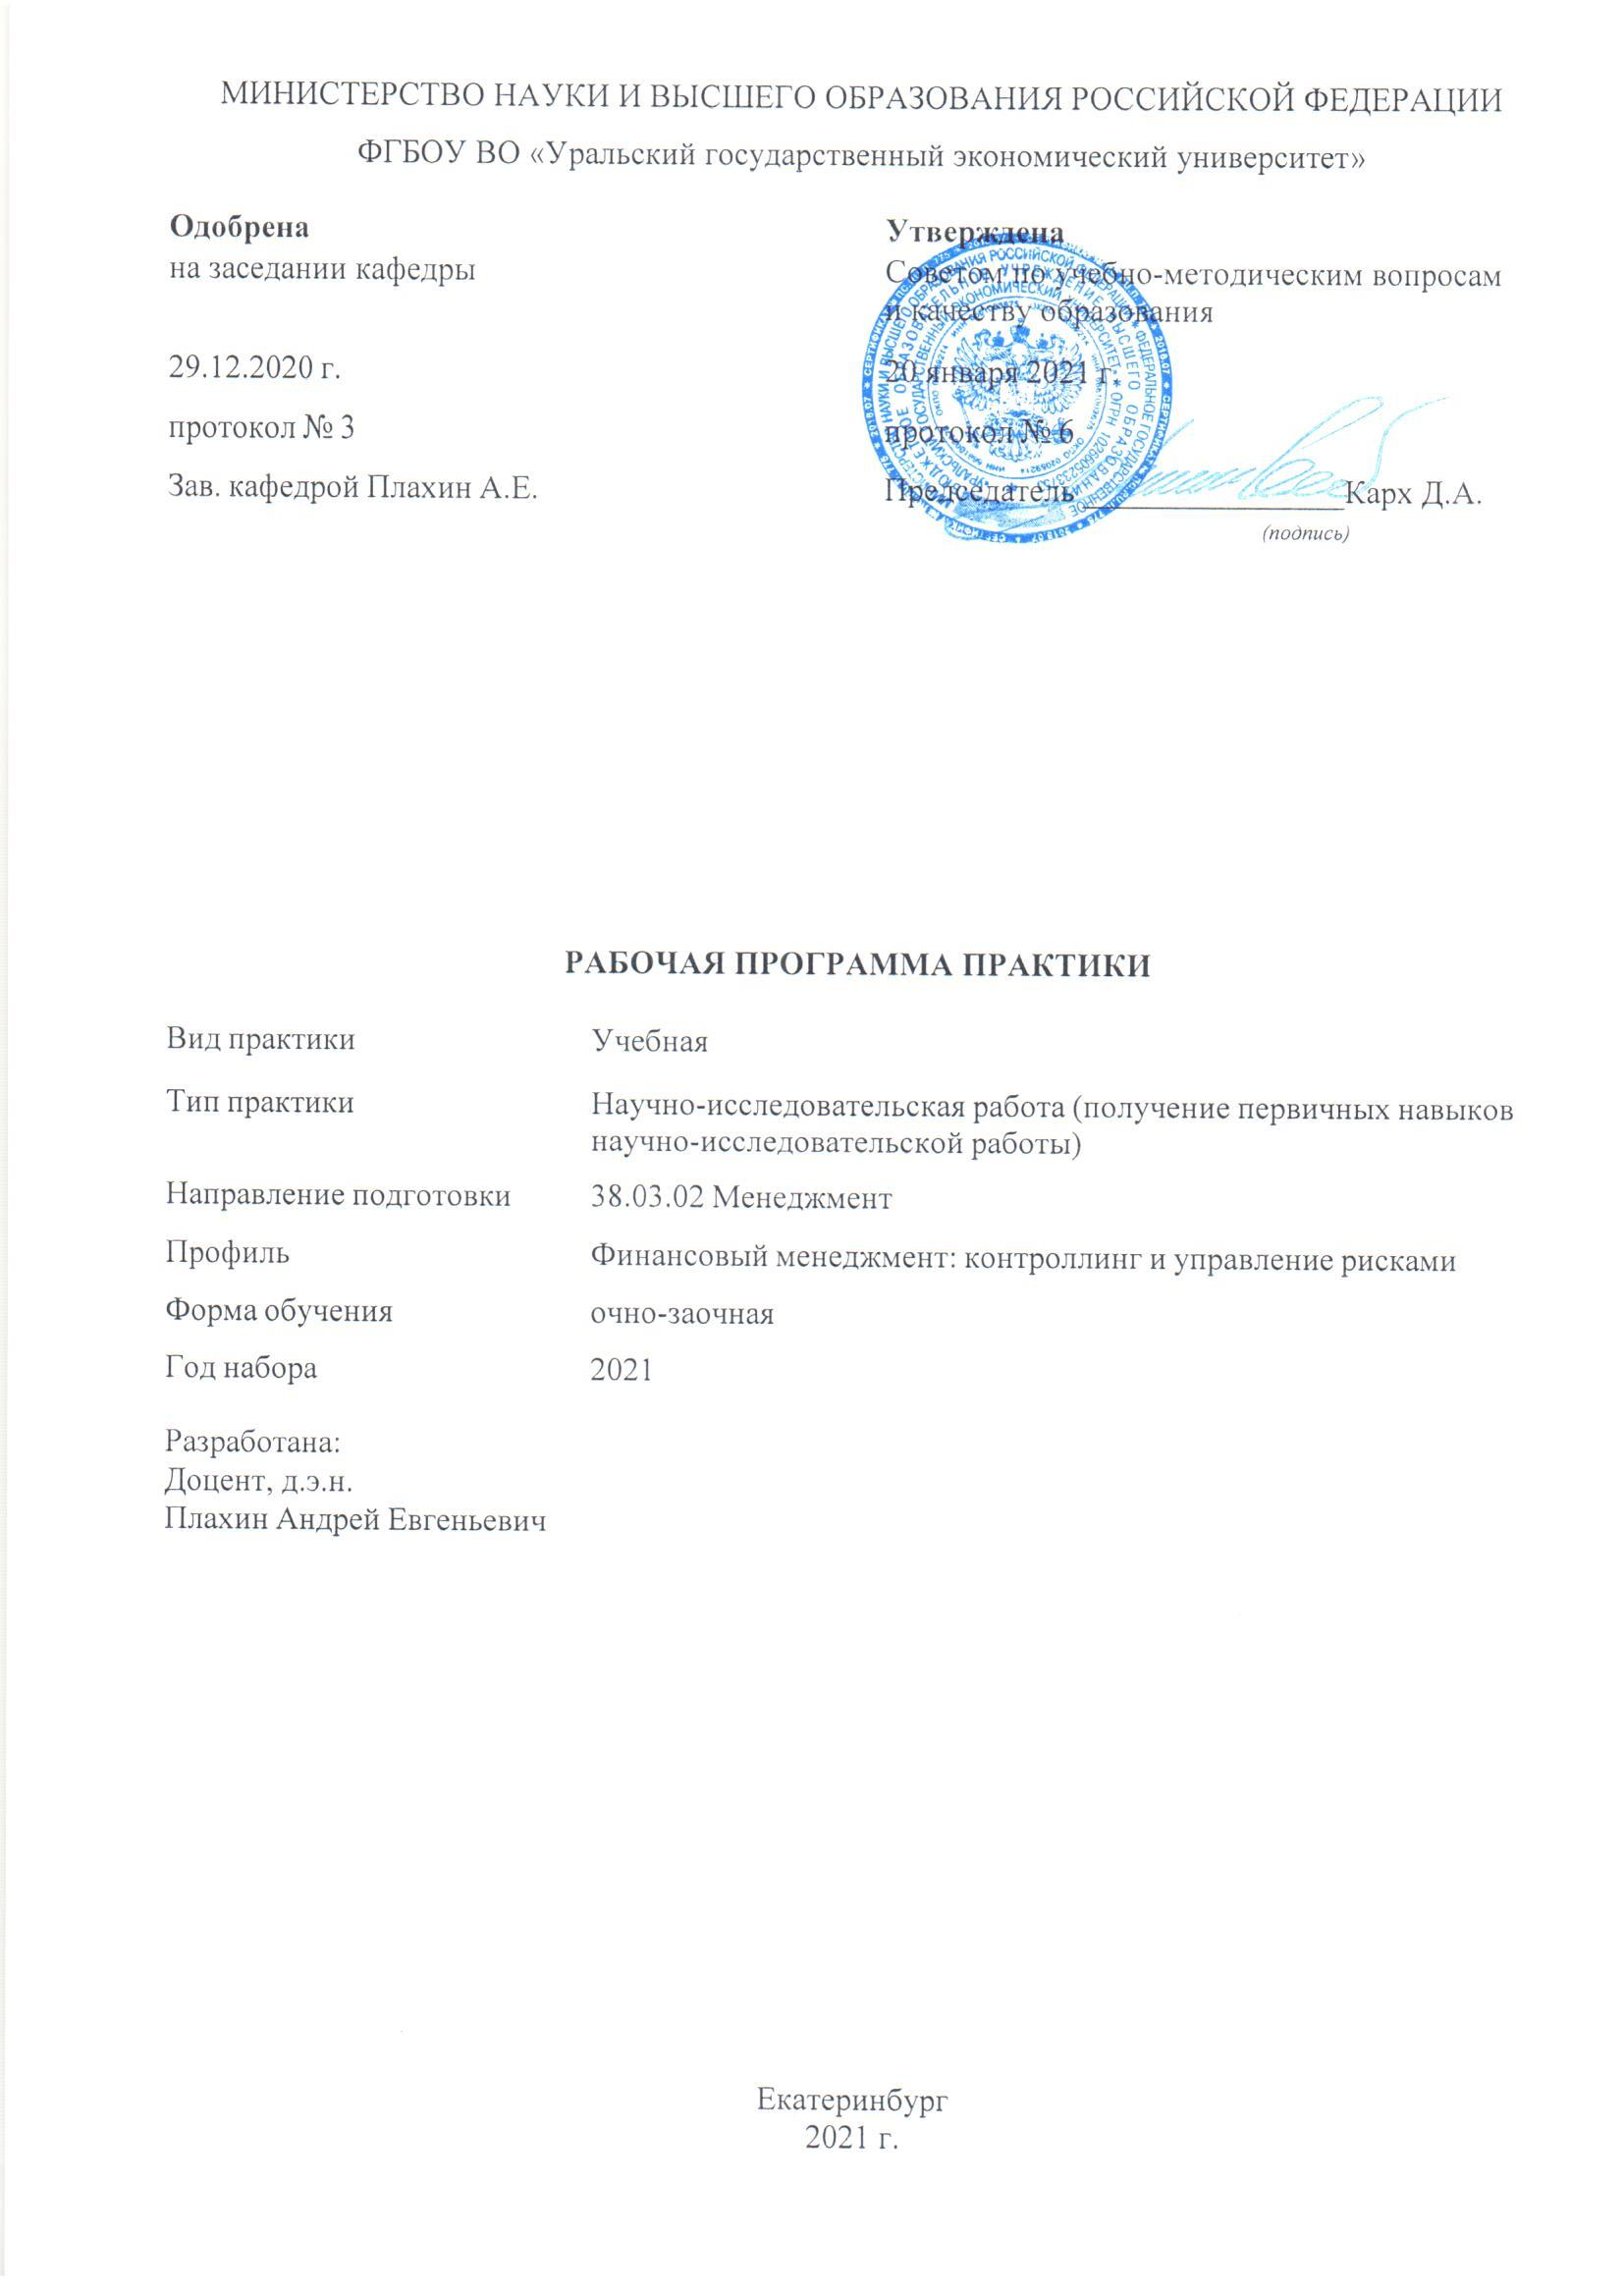 МИНИСТЕРСТВО НАУКИ И ВЫСШЕГО ОБРАЗОВАНИЯ РОССИЙСКОЙ ФЕДЕРАЦИИ
ФГБОУ ВО «Уральский государственный экономический университет»
Одобрена
на заседании кафедры
29.12.2020 г.
протокол № 3
Зав. кафедрой Плахин А.Е.
Утверждена
Советом по учебно-методическим вопросам
и качеству образования
20 января 2021 г.
протокол № 6
Председатель Карх Д.А.
(подпись)
РАБОЧАЯ ПРОГРАММА ПРАКТИКИ
Вид практики Учебная
Тип практики Научно-исследовательская работа (получение первичных навыков
научно-исследовательской работы)
Направление подготовки 38.03.02 Менеджмент
Профиль Финансовый менеджмент: контроллинг и управление рисками
Форма обучения очно-заочная
Год набора 2021
Разработана:
Доцент, д.э.н.
Плахин Андрей Евгеньевич
Екатеринбург
2021 г.